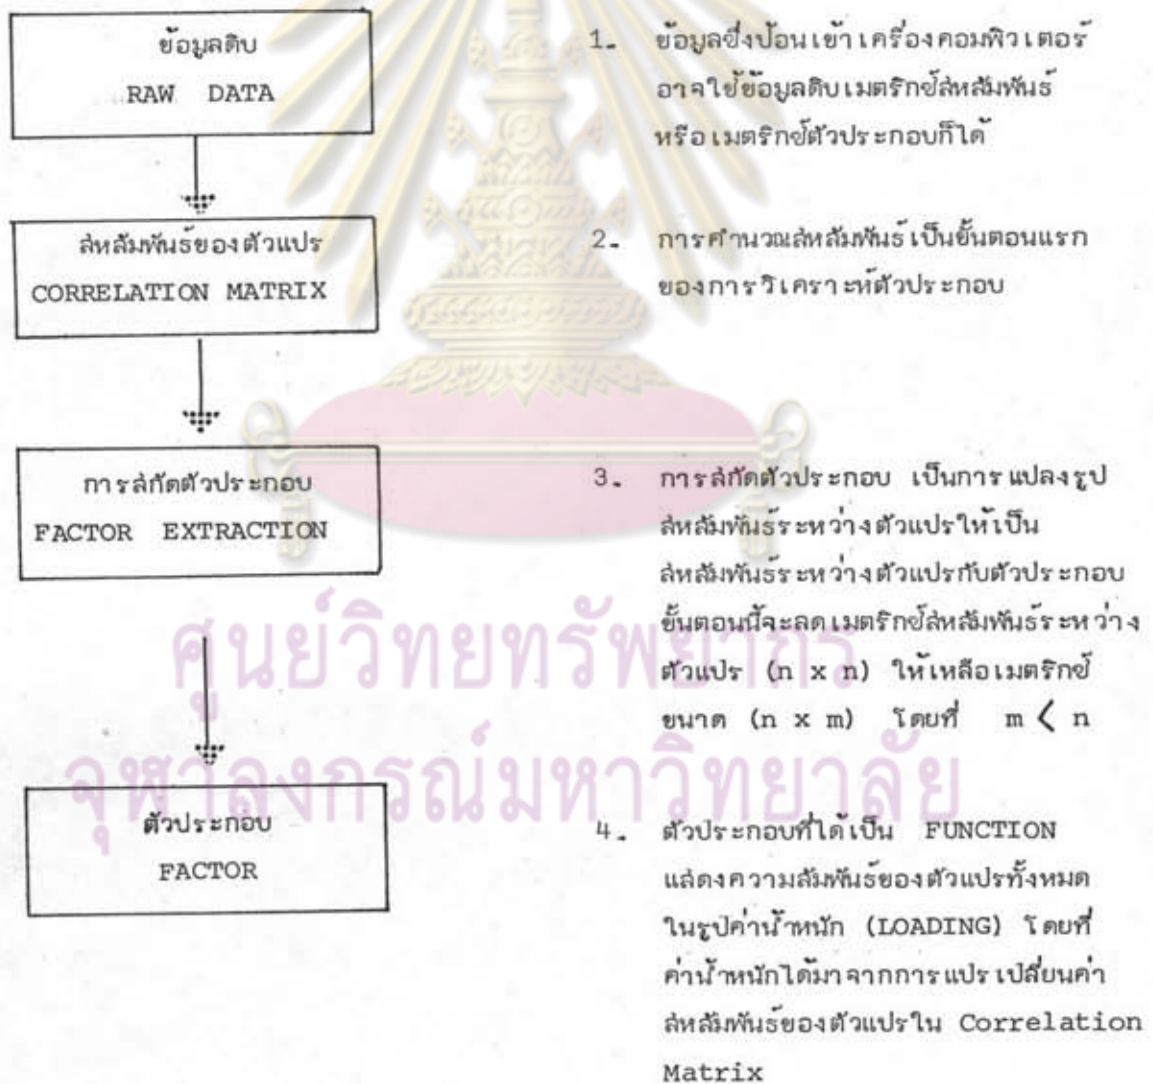 ข้อมูลดิบ
RAW DATA
1. ข้อมูลซึ่งป้อนเข้าเครื่องคอมพิวเตอร์
อาจใช้ข้อมูลดิบเมตริกซ์สหสัมพันธ์
หรือเมตริกซ์ตัวประกอบก็ได้
สหสัมพันธ์ของตัวแปร
CORRELATION MATRIX
2. การคำนวณสหสัมพันธ์เป็นขั้นตอนแรก
ของการวิเคราะห์ตัวประกอบ
การสกัดตัวประกอบ
FACTOR EXTRACTION
3. การสกัดตัวประกอบ เป็นการแปลงรูป
สหสัมพันธ์ระหว่างตัวแปรให้เป็น
สหสัมพันธ์ระหว่างตัวแปรกับตัวประกอบ
ขั้นตอนนี้จะลดเมตริกซ์สหสัมพันธ์ระหว่าง
ตัวแปร (n x n) ให้เหลือเมตริกซ์
ขนาด (n x m) โดยที่ m < n
ศูนย์วิทยทรัพยากร
จุฬาลงกรณ์มหาวิทยาลัย
ตัวประกอบ
FACTOR
4. ตัวประกอบที่ได้เป็น FUNCTION
แสดงความสัมพันธ์ของตัวแปรทั้งหมด
ในรูปค่าน้ำหนัก (LOADING) โดยที่
ค่าน้ำหนักได้มาจากการแปรเปลี่ยนค่า
สหสัมพันธ์ของตัวแปรใน Correlation
Matrix